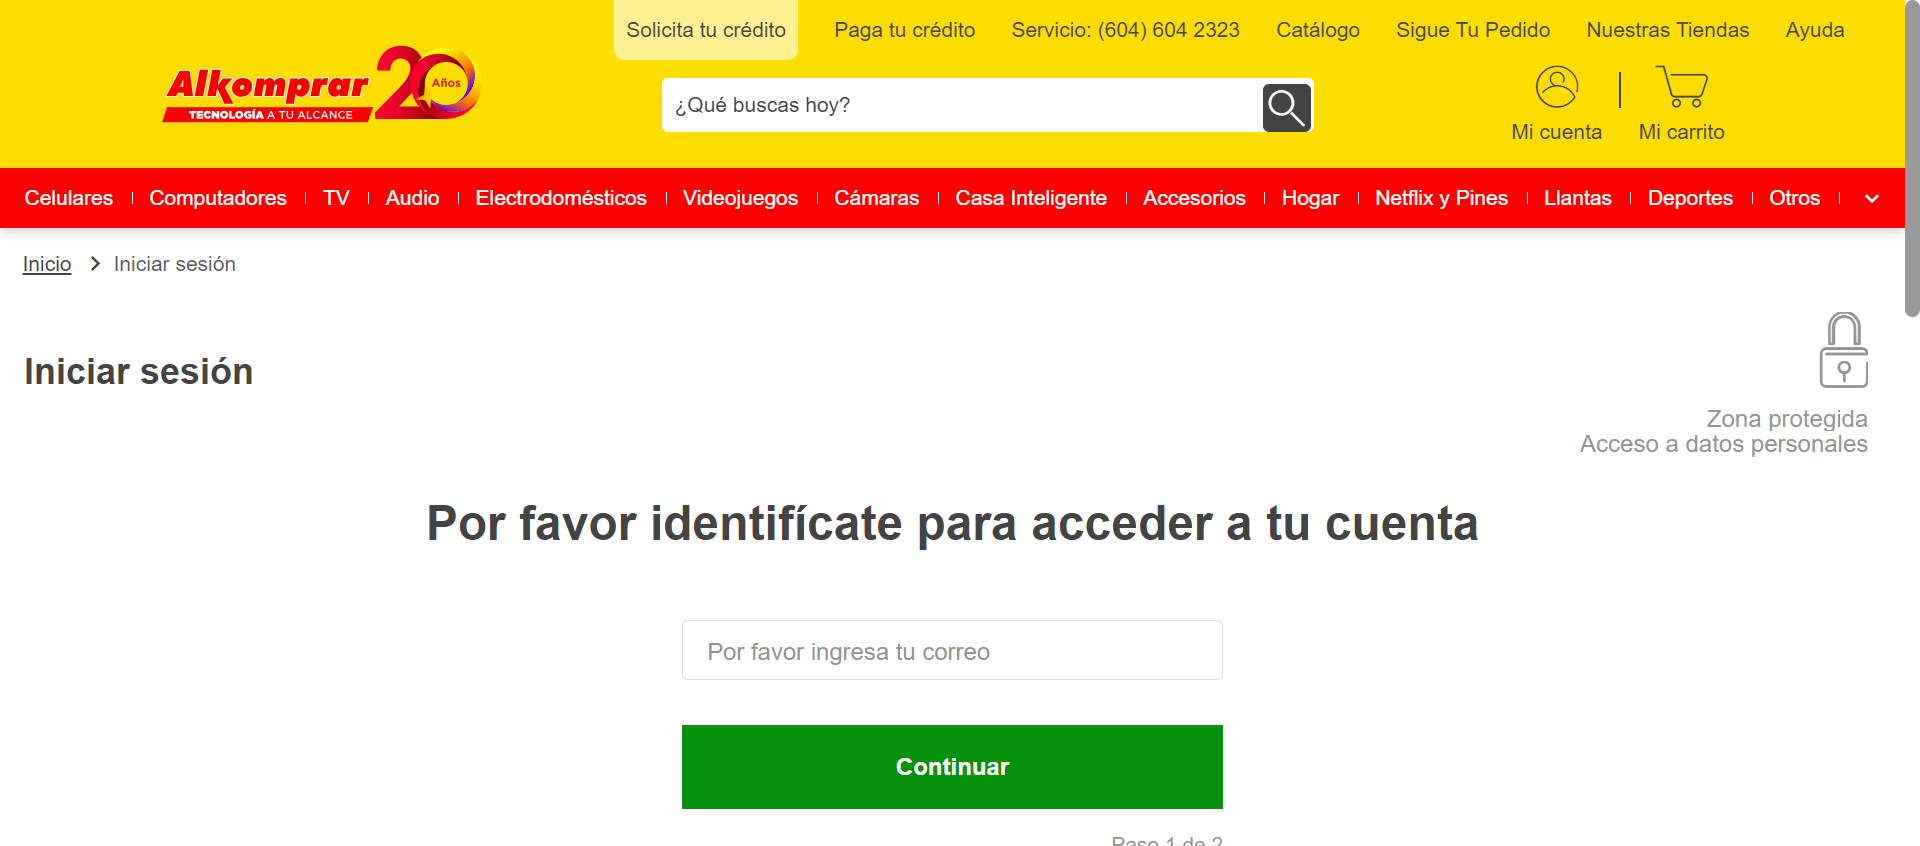 Solicita tu crédito
Paga tu crédito
Servicio: (604) 604 2323
Catálogo
Sigue Tu Pedido
Nuestras Tiendas
Ayuda
Alkomprar 20 Años
TECNOLOGÍA A TU ALCANCE
¿Qué buscas hoy?
Mi cuenta
Mi carrito
Celulares
Computadores
TV
Audio
Electrodomésticos
Videojuegos
Cámaras
Casa Inteligente
Accesorios
Hogar
Netflix y Pines
Llantas
Deportes
Otros
Inicio
Iniciar sesión
Iniciar sesión
Zona protegida
Acceso a datos personales
Por favor identifícate para acceder a tu cuenta
Por favor ingresa tu correo
Continuar
Paso 1 de 2